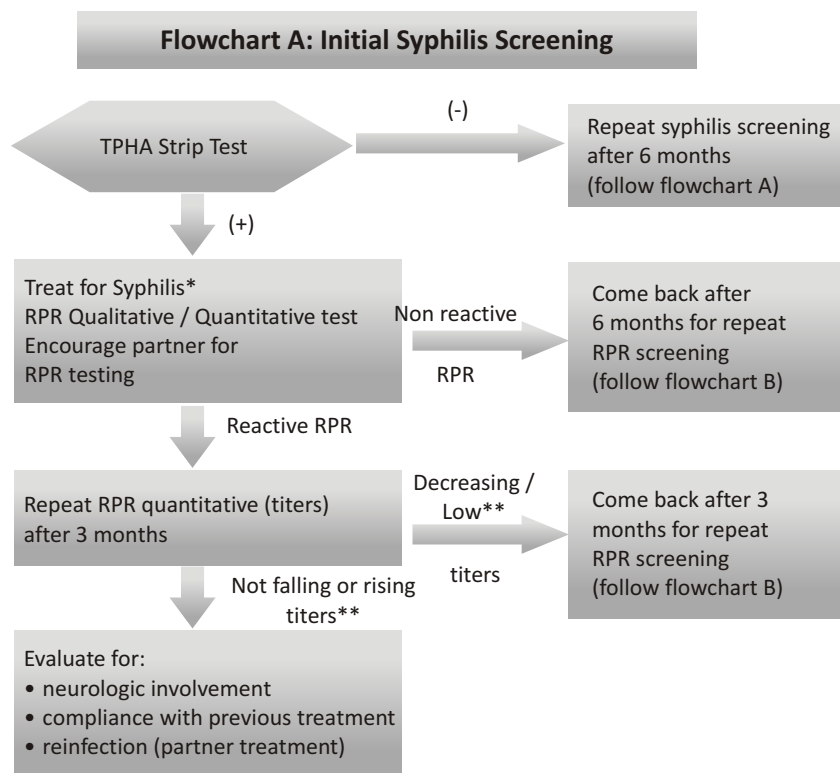 Flowchart A: Initial Syphilis Screening
TPHA Strip Test
(-)
Repeat syphilis screening
after 6 months
(follow flowchart A)
(+)
Treat for Syphilis*
RPR Qualitative / Quantitative test
Encourage partner for
RPR testing
Non reactive
RPR
Come back after
6 months for repeat
RPR screening
(follow flowchart B)
Reactive RPR
Repeat RPR quantitative (titers)
after 3 months
Decreasing /
Low**
titers
Come back after 3
months for repeat
RPR screening
(follow flowchart B)
Not falling or rising
titers**
Evaluate for:
• neurologic involvement
• compliance with previous treatment
• reinfection (partner treatment)